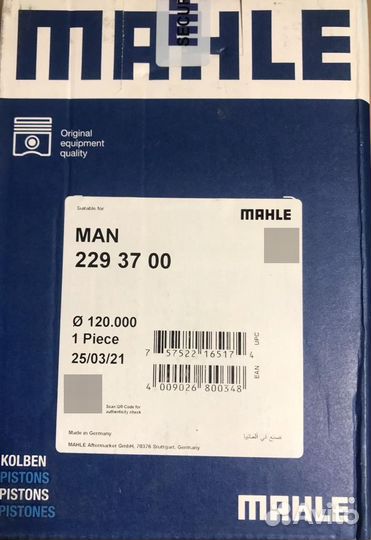 MAHLE
SECUR
Original
equipment
quality
Suitable for
MAHLE
MAN
229 37 00
Ø 120.000
1 Piece
25/03/21
7 57522 16517 4
UPC
4 009026 800348
EAN
Scan QR Code for
authenticity check
Made in Germany
صنع في ألمانيا
MAHLE Aftermarket GmbH, 70376 Stuttgart, Germany
KOLBEN
PISTONS
PISTONS
PISTONES
MAHLE
Avito